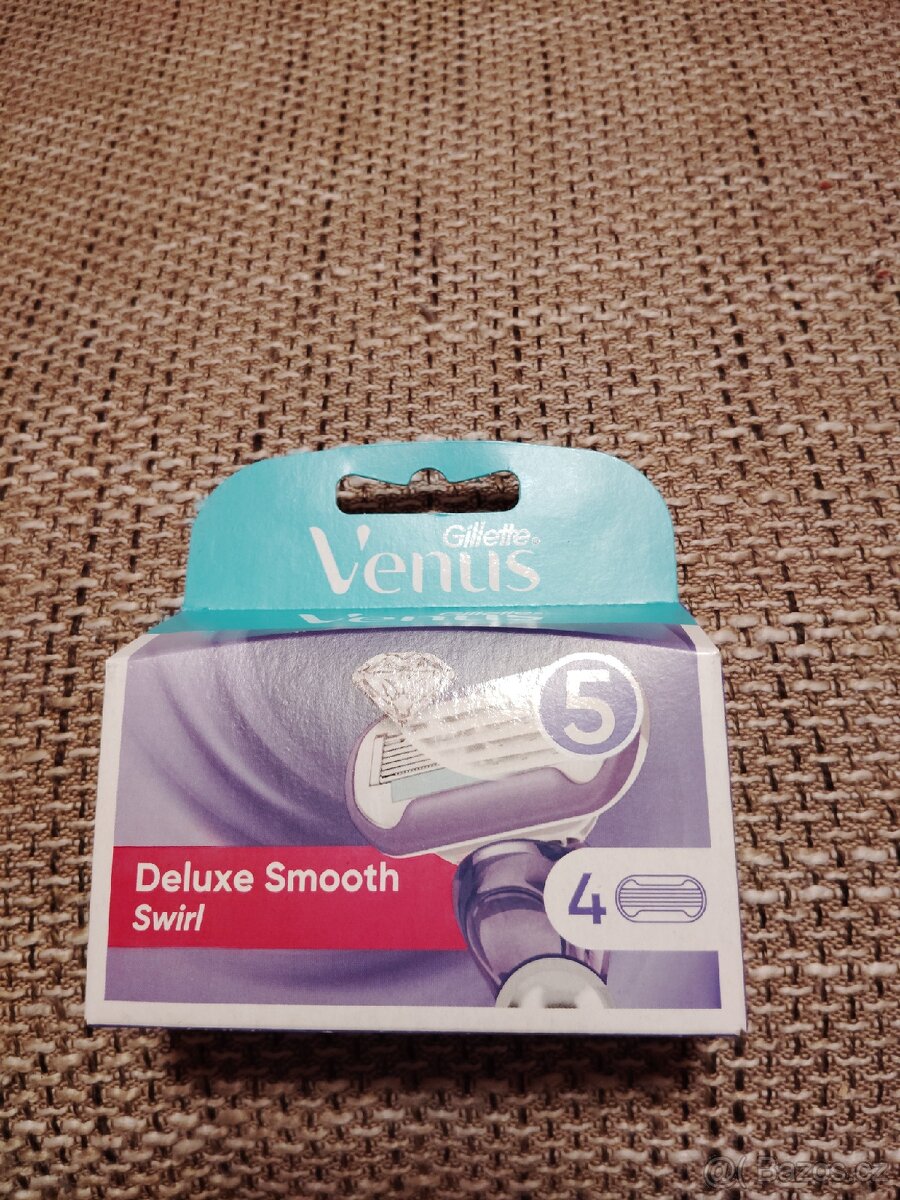 Gillette
Venus
5
Deluxe Smooth
Swirl
4
@( Bazos.cz